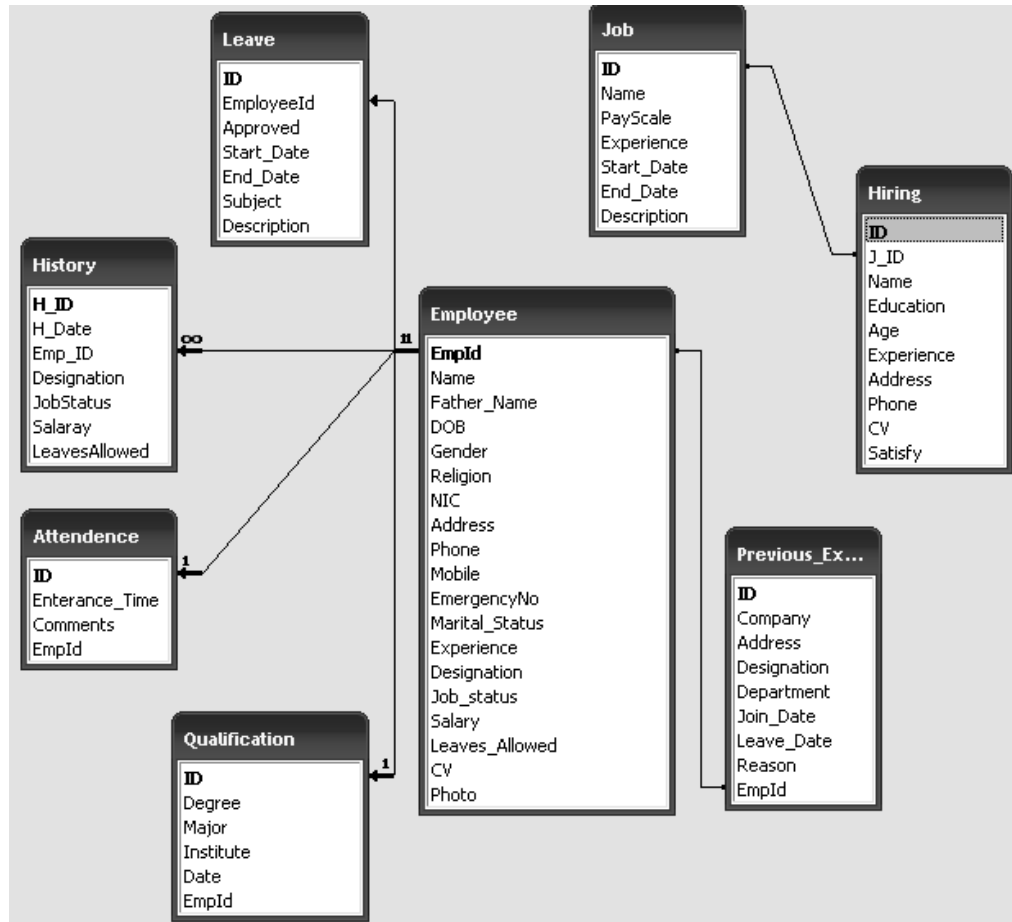 Leave
ID
EmployeeId
Approved
Start_Date
End_Date
Subject
Description
Job
ID
Name
PayScale
Experience
Start_Date
End_Date
Description
Hiring
ID
J_ID
Name
Education
Age
Experience
Address
Phone
CV
Satisfy
History
H_ID
H_Date
Emp_ID
Designation
JobStatus
Salaray
LeavesAllowed
∞
11
Employee
EmpId
Name
Father_Name
DOB
Gender
Religion
NIC
Address
Phone
Mobile
EmergencyNo
Marital_Status
Experience
Designation
Job_status
Salary
Leaves_Allowed
CV
Photo
Attendence
ID
Enterance_Time
Comments
EmpId
1
Previous_Ex...
ID
Company
Address
Designation
Department
Join_Date
Leave_Date
Reason
EmpId
Qualification
ID
Degree
Major
Institute
Date
EmpId
1